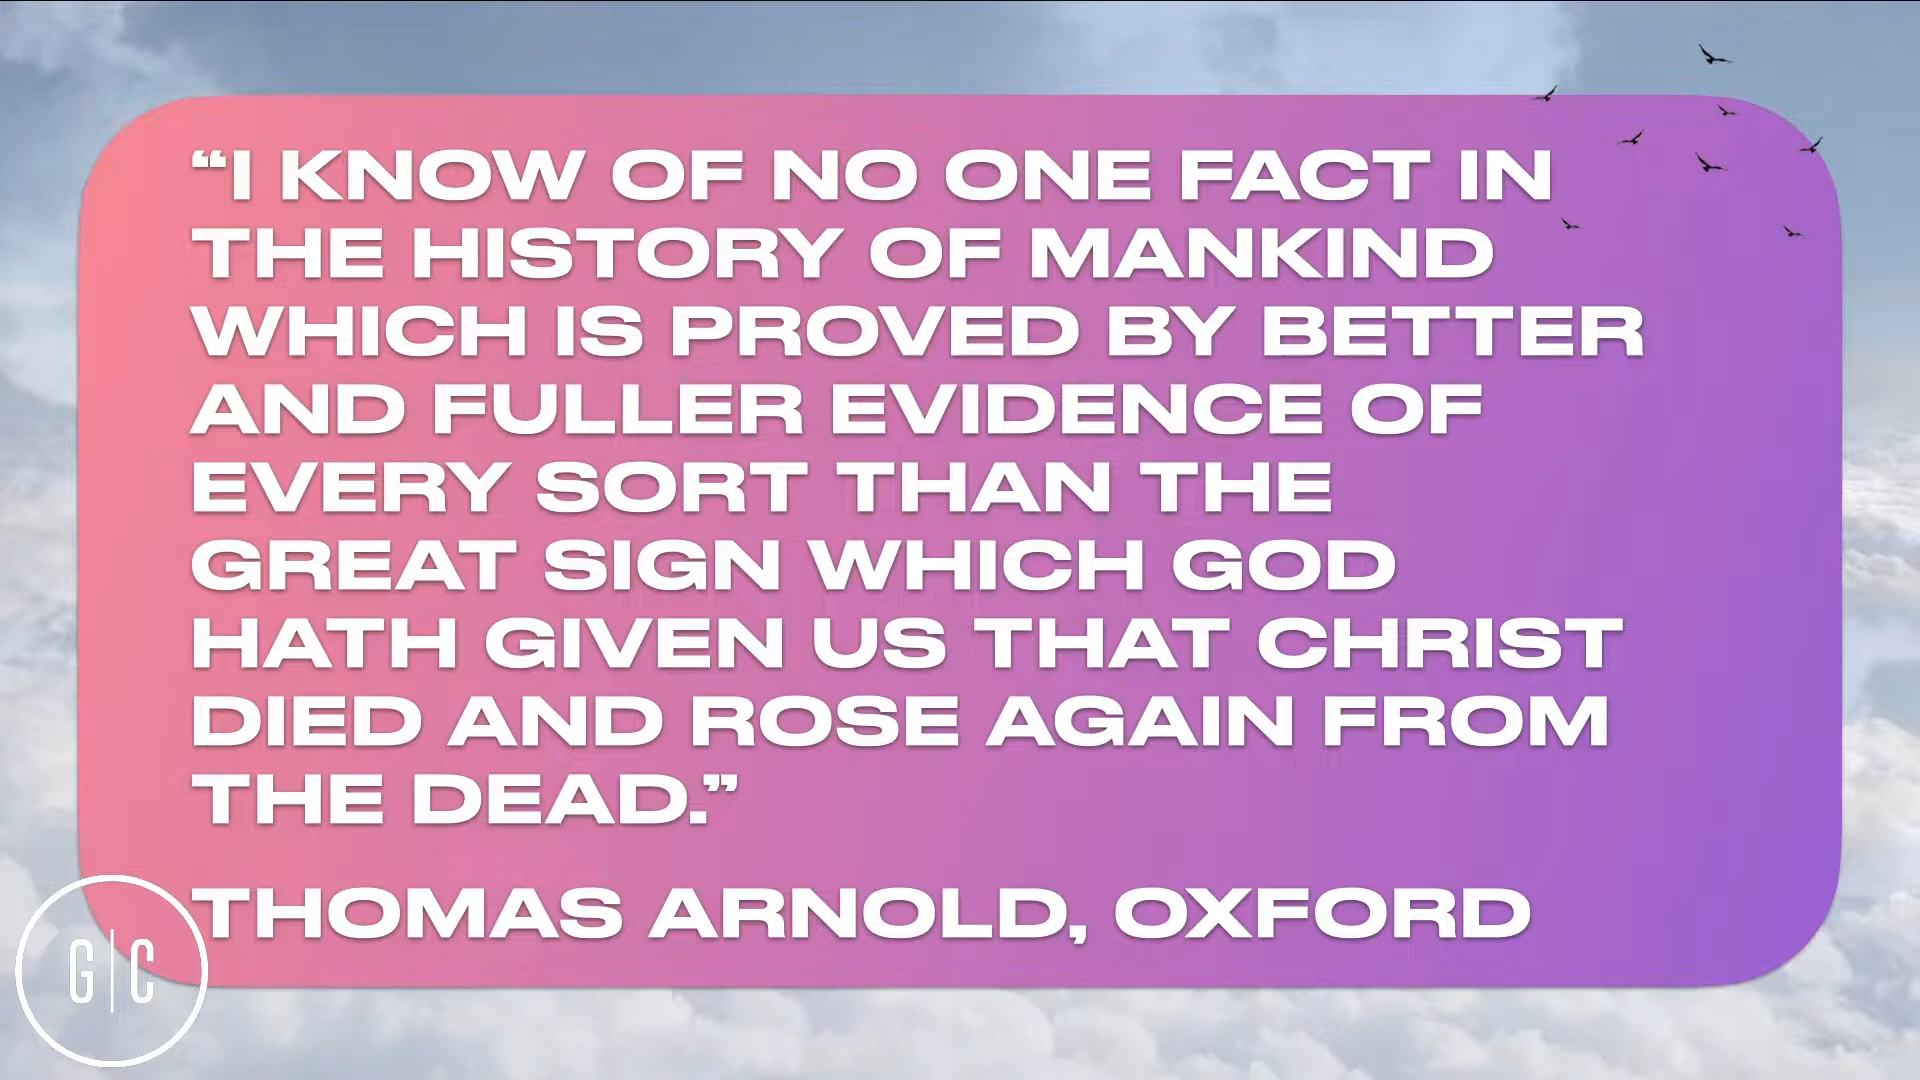 “I KNOW OF NO ONE FACT IN
THE HISTORY OF MANKIND
WHICH IS PROVED BY BETTER
AND FULLER EVIDENCE OF
EVERY SORT THAN THE
GREAT SIGN WHICH GOD
HATH GIVEN US THAT CHRIST
DIED AND ROSE AGAIN FROM
THE DEAD.”
THOMAS ARNOLD, OXFORD
G|C